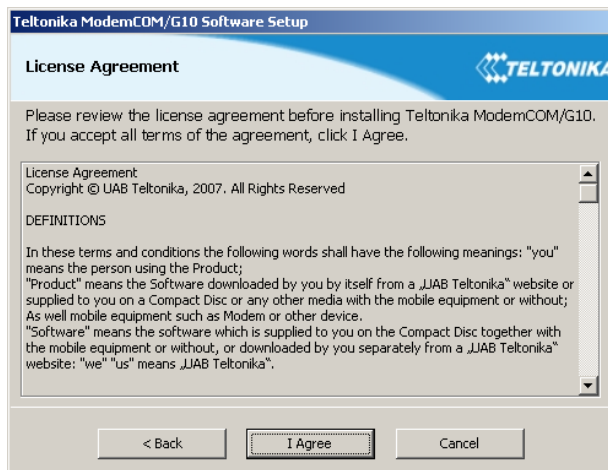 Teltonika ModemCOM/G10 Software Setup
License Agreement
TELTONIKA
Please review the license agreement before installing Teltonika ModemCOM/G10.
If you accept all terms of the agreement, click I Agree.
License Agreement
Copyright © UAB Teltonika, 2007. All Rights Reserved
DEFINITIONS
In these terms and conditions the following words shall have the following meanings: "you"
means the person using the Product;
"Product" means the Software downloaded by you by itself from a „UAB Teltonika“ website or
supplied to you on a Compact Disc or any other media with the mobile equipment or without;
As well mobile equipment such as Modem or other device.
"Software" means the software which is supplied to you on the Compact Disc together with
the mobile equipment or without, or downloaded by you separately from a „UAB Teltonika“
website: "we" "us" means „UAB Teltonika“.
< Back
I Agree
Cancel